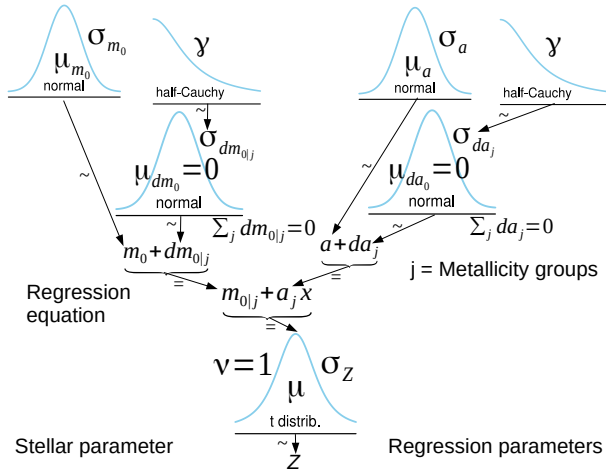 σ_{m_0} γ σ_a γ
μ_{m_0} μ_a
normal half-Cauchy normal half-Cauchy
~ ~
σ_{dm_{0|j}} σ_{da_j}
~ μ_{dm_0}=0 ~ μ_{da_0}=0
normal normal
~ ∑_j dm_{0|j}=0 ~ ∑_j da_j=0
m_0+dm_{0|j} a+da_j
= = j = Metallicity groups
Regression m_{0|j}+a_j x
equation =
ν=1 σ_Z
μ
t distrib.
Stellar parameter ~ Regression parameters
Z